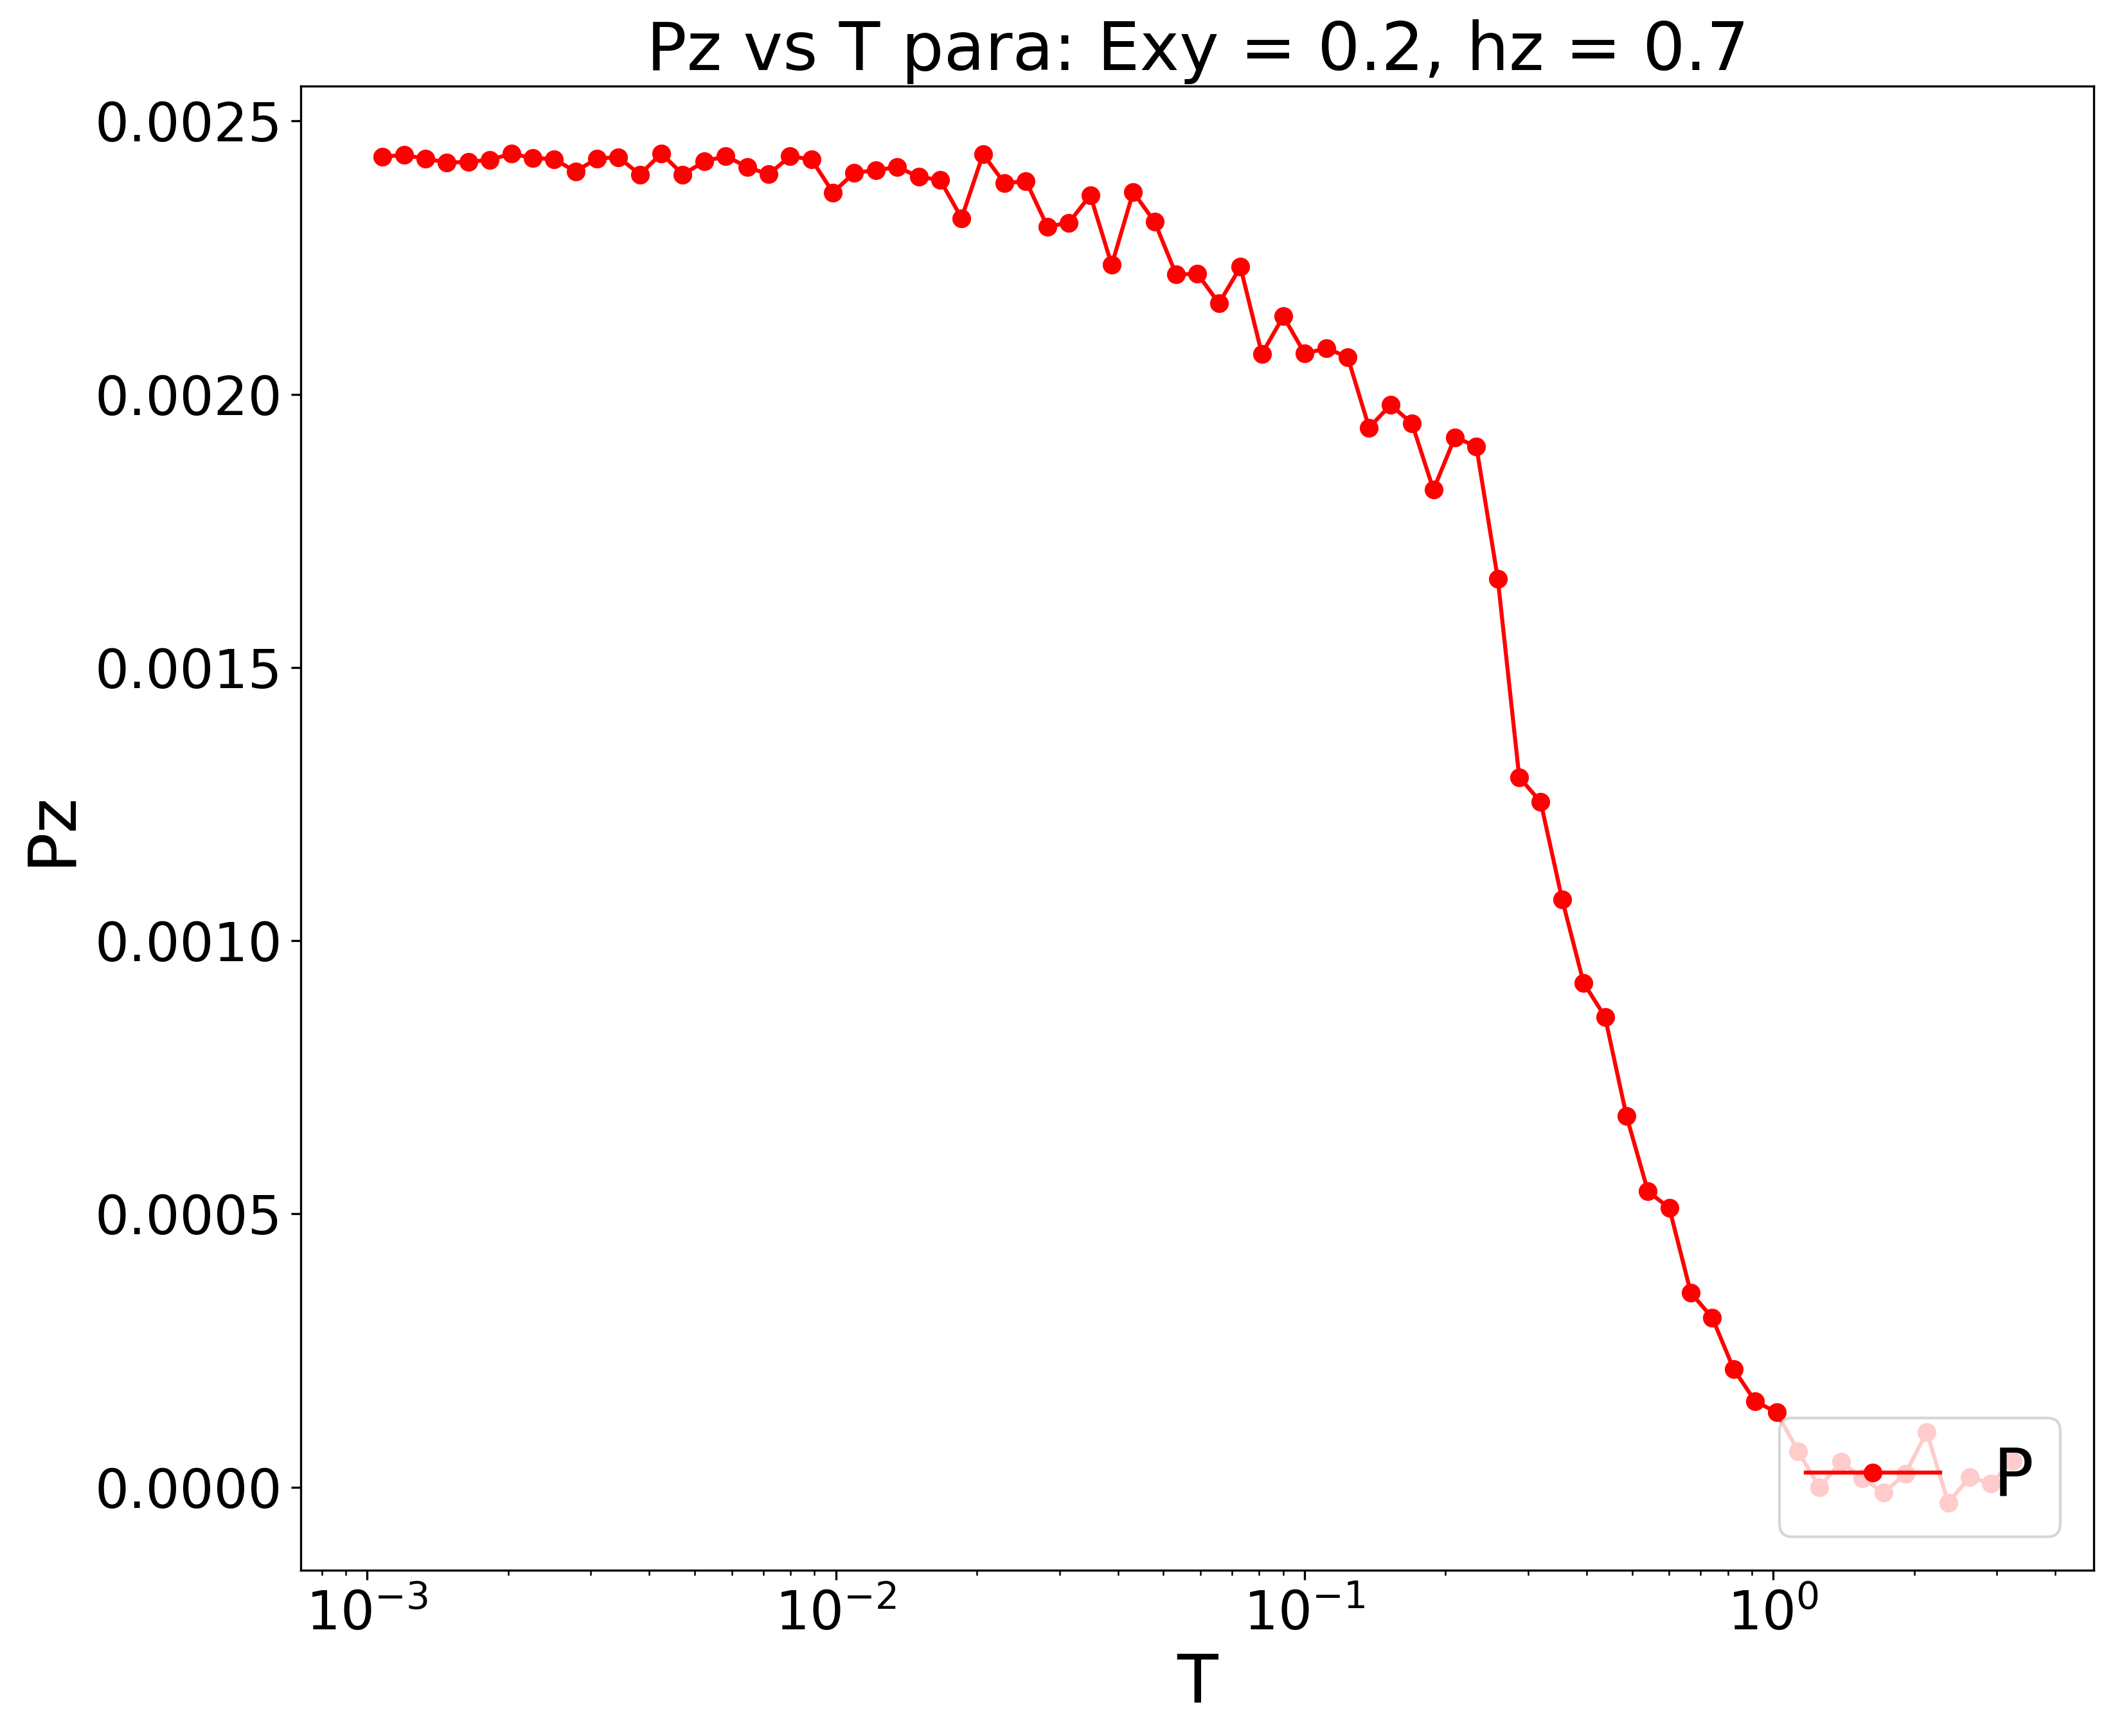 Pz vs T para: Exy = 0.2, hz = 0.7
0.0025
0.0020
0.0015
0.0010
0.0005
0.0000
Pz
10⁻³ 10⁻² 10⁻¹ 10⁰
T
P